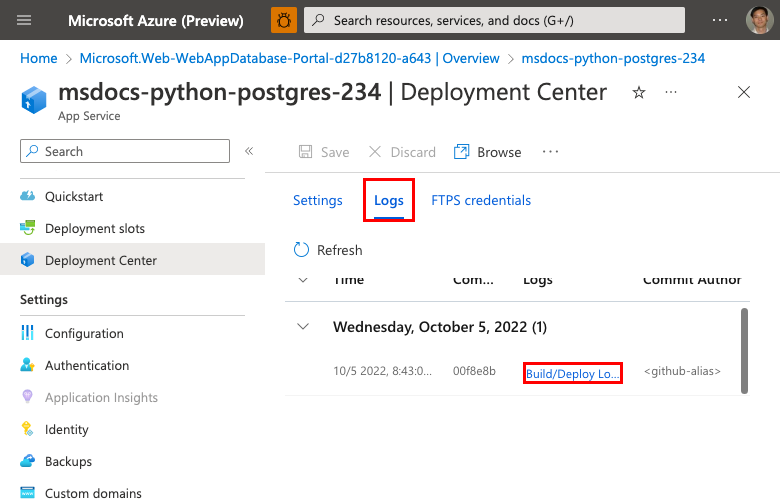 Microsoft Azure (Preview)
Search resources, services, and docs (G+/)
Home > Microsoft.Web-WebAppDatabase-Portal-d27b8120-a643 | Overview > msdocs-python-postgres-234
msdocs-python-postgres-234 | Deployment Center
App Service
Search
Quickstart
Deployment slots
Deployment Center
Settings
Configuration
Authentication
Application Insights
Identity
Backups
Custom domains
Save Discard Browse
Settings Logs FTPS credentials
Refresh
Time Com... Logs Commit Author
Wednesday, October 5, 2022 (1)
10/5 2022, 8:43:0... 00f8e8b Build/Deploy Lo... <github-alias>